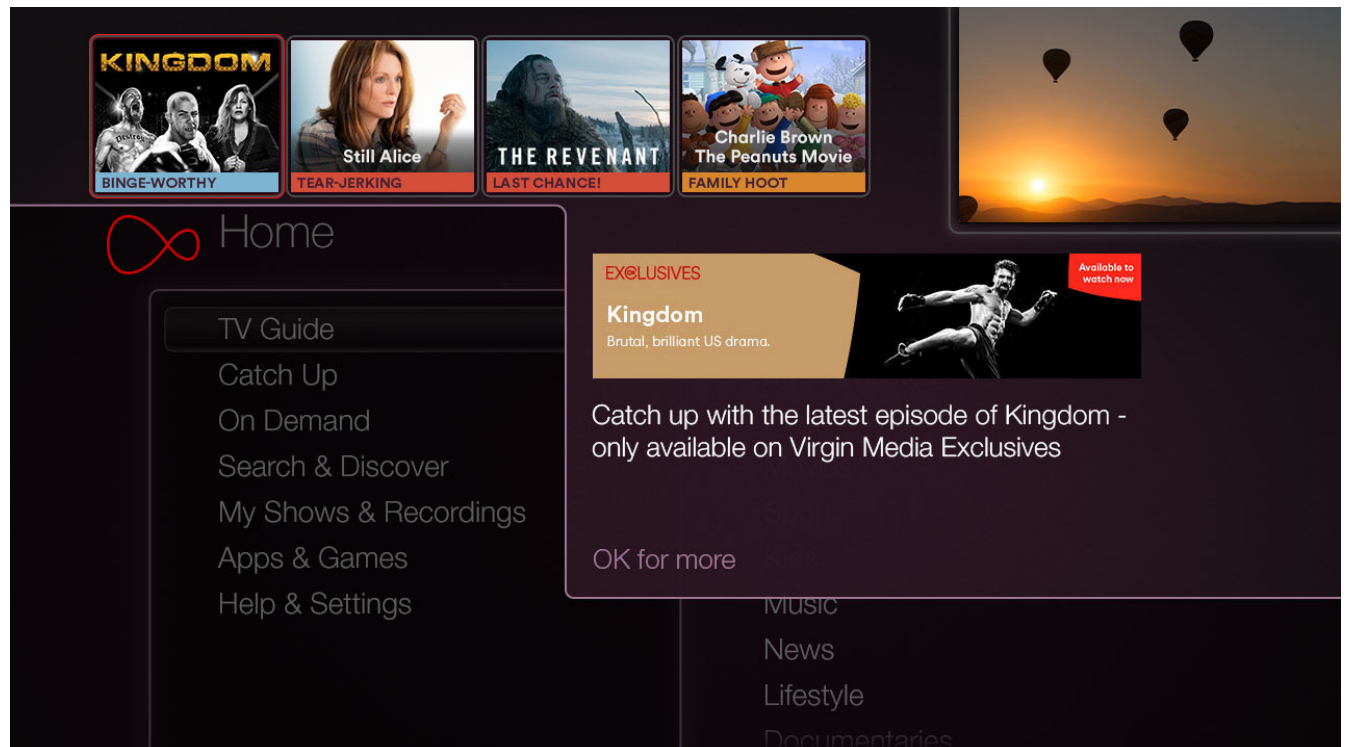 KINGDOM
BINGE-WORTHY
Still Alice
TEAR-JERKING
THE REVENANT
LAST CHANCE!
Charlie Brown
The Peanuts Movie
FAMILY HOOT
Home
TV Guide
Catch Up
On Demand
Search & Discover
My Shows & Recordings
Apps & Games
Help & Settings
EXCLUSIVES
Kingdom
Brutal, brilliant US drama.
Available to
watch now
Catch up with the latest episode of Kingdom -
only available on Virgin Media Exclusives
OK for more
Kids
Music
News
Lifestyle
Documentaries